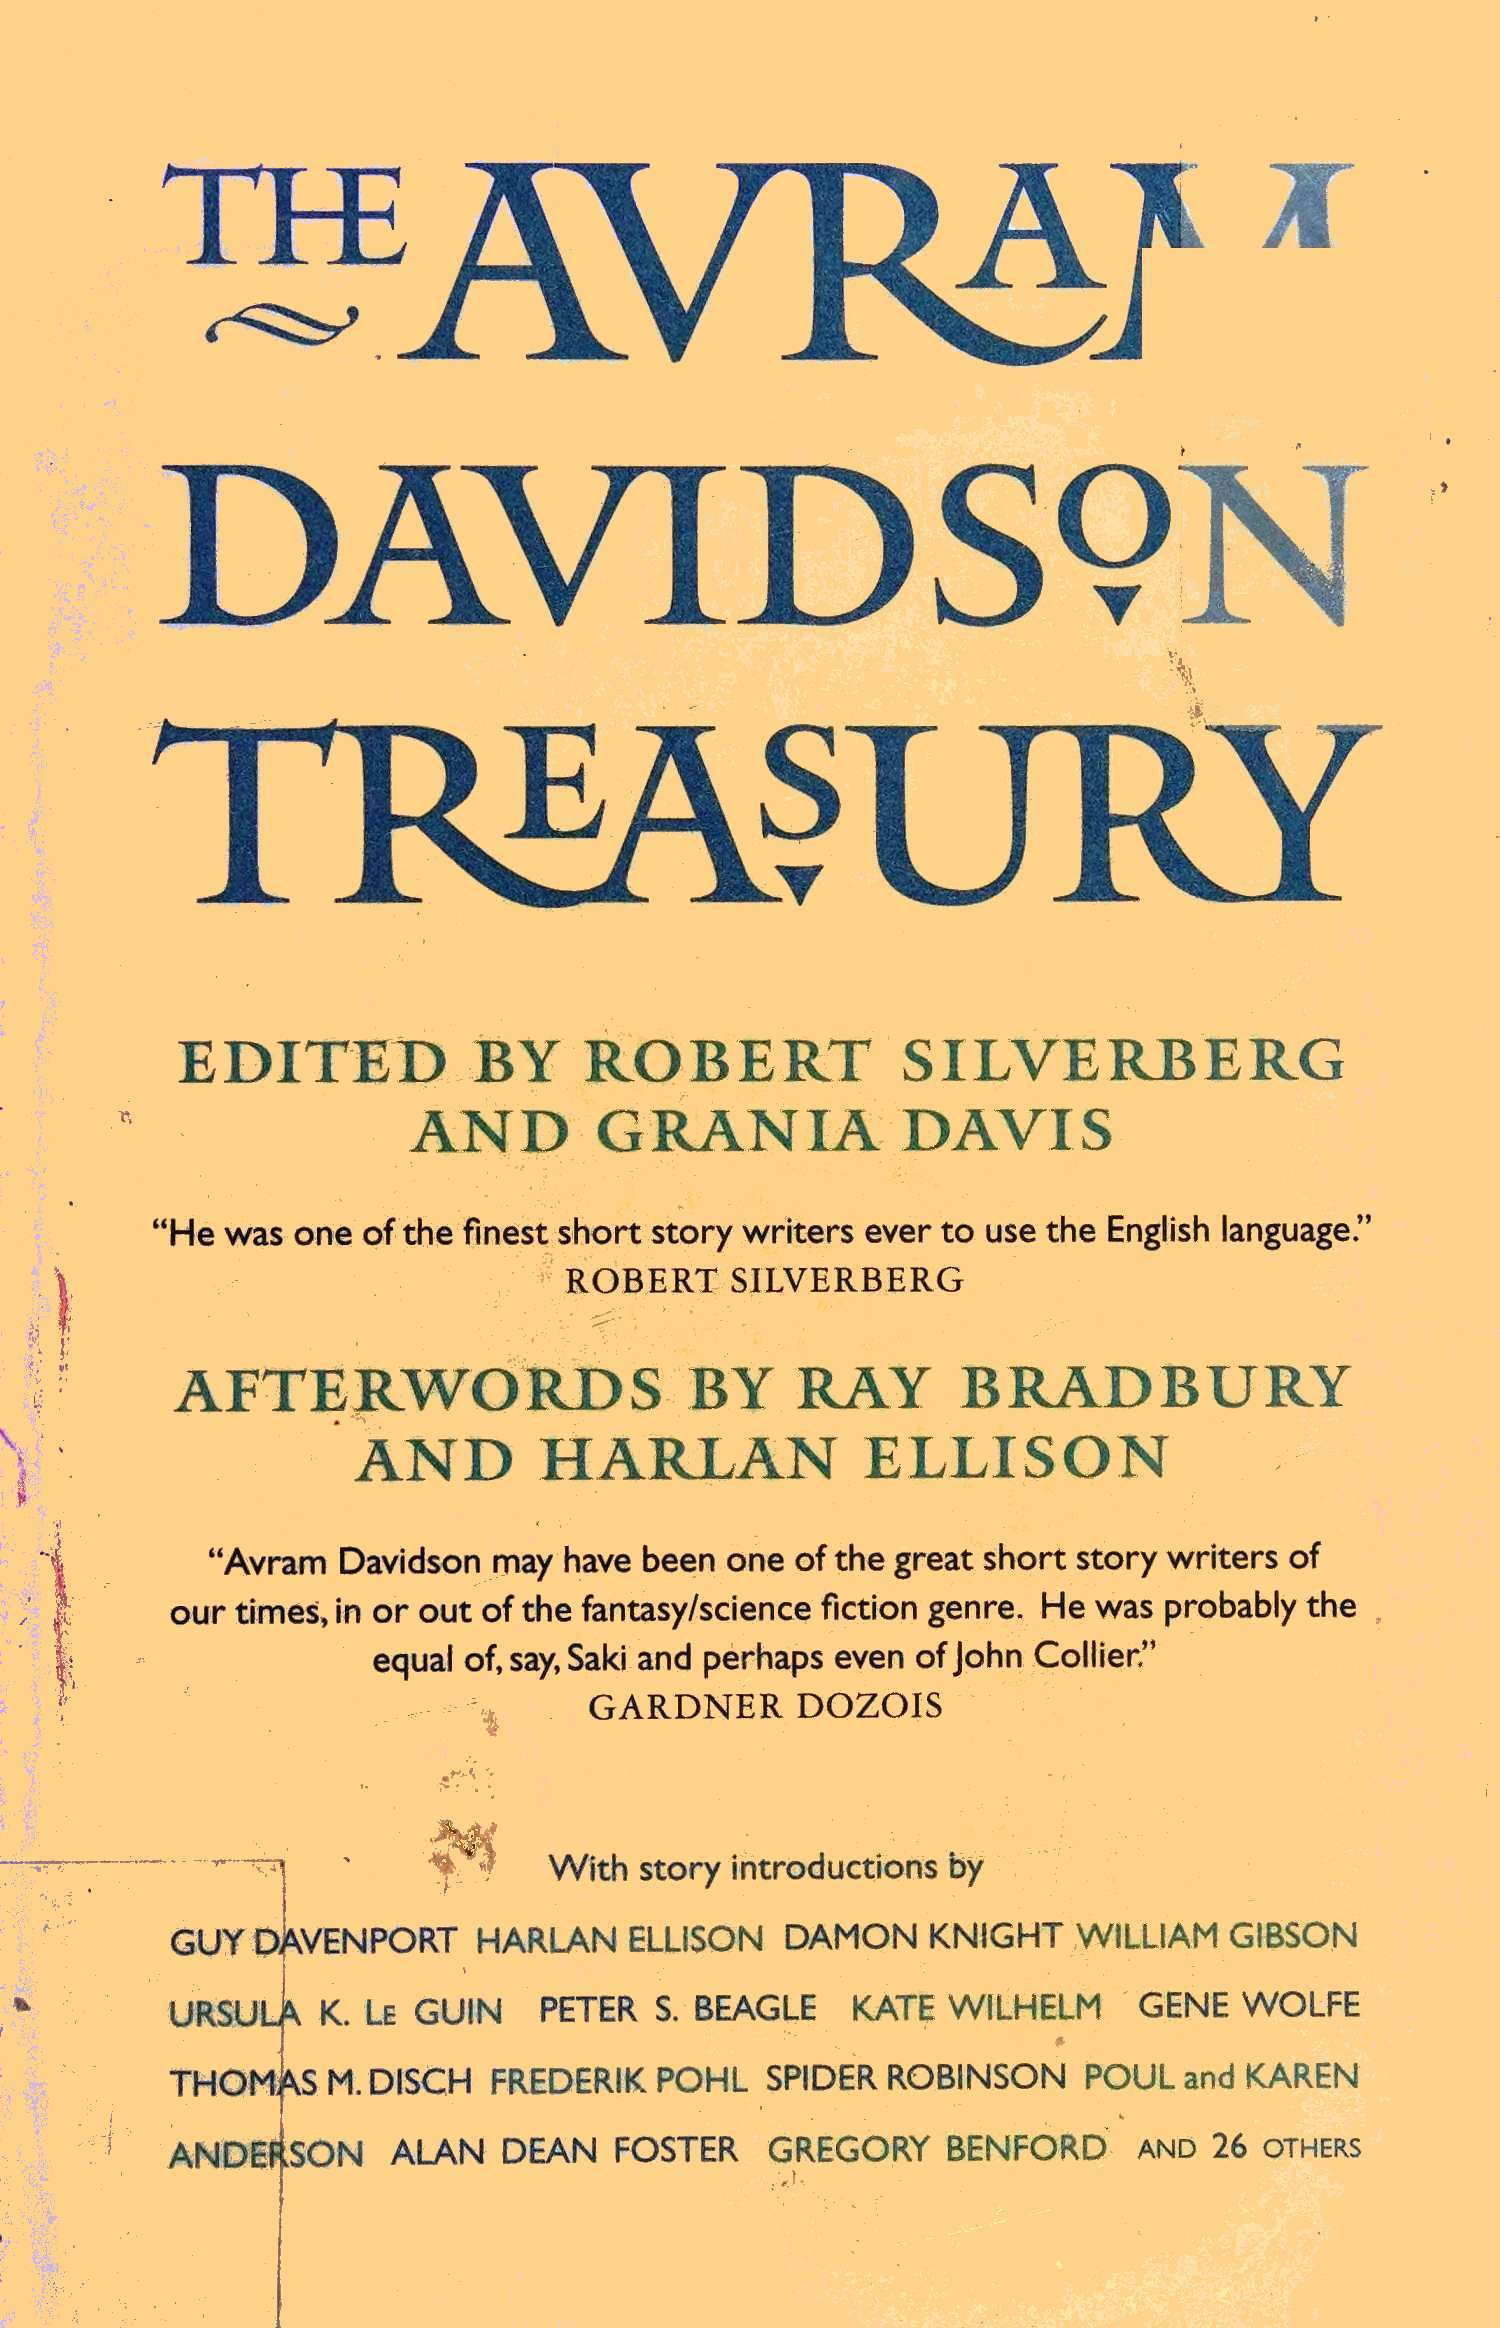 THE AVRAM
DAVIDSON
TREASURY
EDITED BY ROBERT SILVERBERG
AND GRANIA DAVIS
“He was one of the finest short story writers ever to use the English language.”
ROBERT SILVERBERG
AFTERWORDS BY RAY BRADBURY
AND HARLAN ELLISON
“Avram Davidson may have been one of the great short story writers of
our times, in or out of the fantasy/science fiction genre. He was probably the
equal of, say, Saki and perhaps even of John Collier.”
GARDNER DOZOIS
With story introductions by
GUY DAVENPORT HARLAN ELLISON DAMON KNIGHT WILLIAM GIBSON
URSULA K. LE GUIN PETER S. BEAGLE KATE WILHELM GENE WOLFE
THOMAS M. DISCH FREDERIK POHL SPIDER ROBINSON POUL and KAREN
ANDERSON ALAN DEAN FOSTER GREGORY BENFORD AND 26 OTHERS